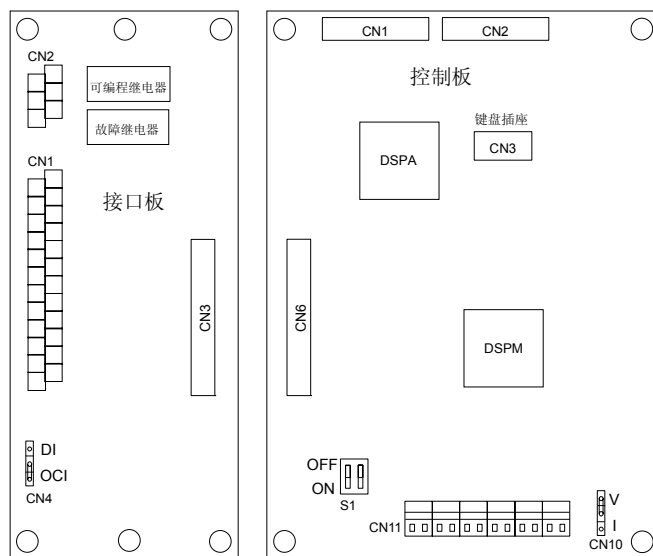 CN2
可编程继电器
故障继电器
CN1
接口板
CN3
DI
OCI
CN4
CN1
CN2
控制板
键盘插座
CN3
DSPA
CN6
DSPM
OFF
ON
S1
CN11
V
I
CN10